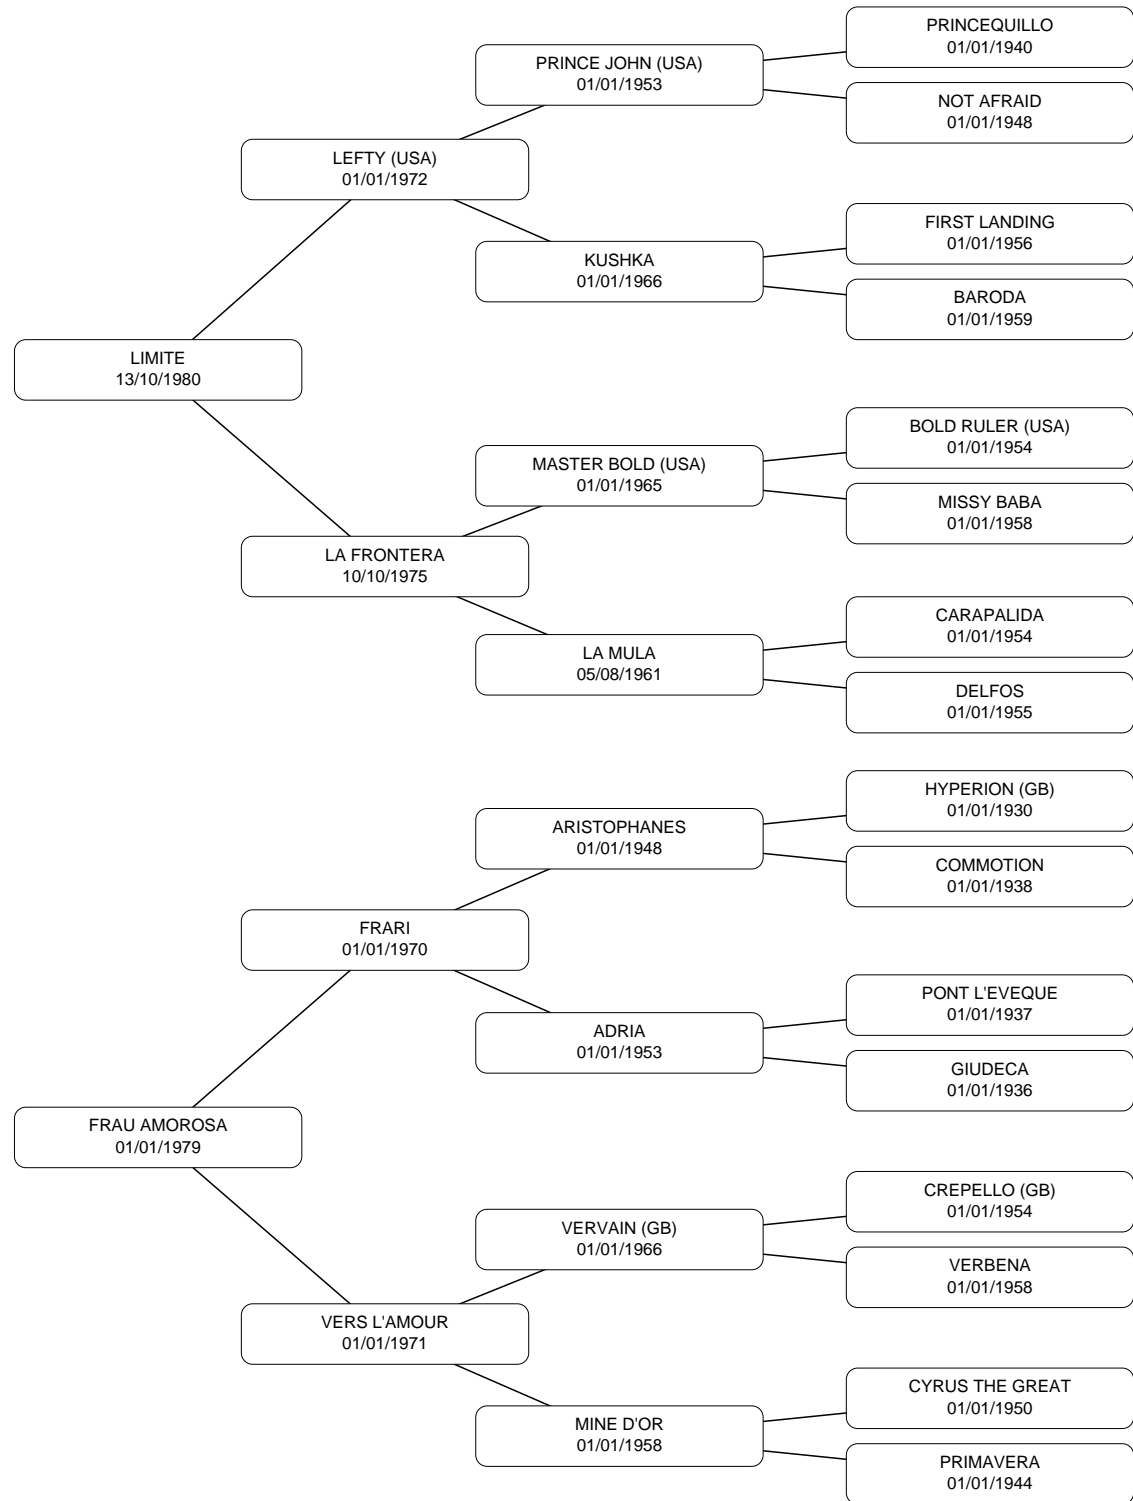 PRINCEQUILLO
01/01/1940
PRINCE JOHN (USA)
01/01/1953
NOT AFRAID
01/01/1948
LEFTY (USA)
01/01/1972
FIRST LANDING
01/01/1956
KUSHKA
01/01/1966
BARODA
01/01/1959
LIMITE
13/10/1980
BOLD RULER (USA)
01/01/1954
MASTER BOLD (USA)
01/01/1965
MISSY BABA
01/01/1958
LA FRONTERA
10/10/1975
CARAPALIDA
01/01/1954
LA MULA
05/08/1961
DELFOS
01/01/1955
HYPERION (GB)
01/01/1930
ARISTOPHANES
01/01/1948
COMMOTION
01/01/1938
FRARI
01/01/1970
PONT L'EVEQUE
01/01/1937
ADRIA
01/01/1953
GIUDECA
01/01/1936
FRAU AMOROSA
01/01/1979
CREPELLO (GB)
01/01/1954
VERVAIN (GB)
01/01/1966
VERBENA
01/01/1958
VERS L'AMOUR
01/01/1971
CYRUS THE GREAT
01/01/1950
MINE D'OR
01/01/1958
PRIMAVERA
01/01/1944